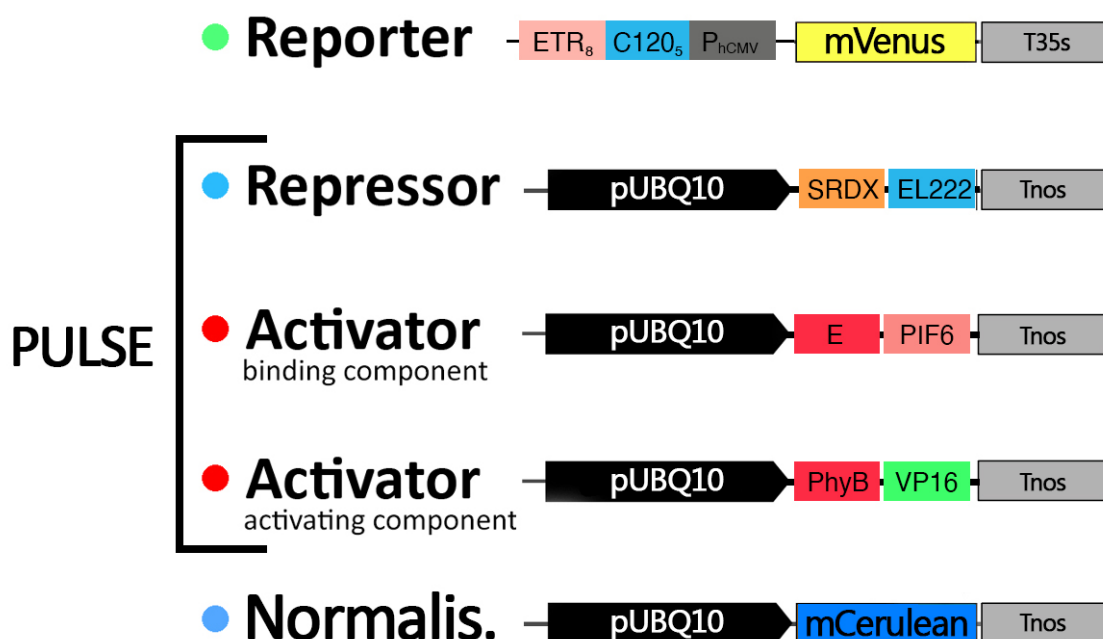 Reporter ETR₈ C120₅ PhCMV mVenus T35s
Repressor pUBQ10 SRDX EL222 Tnos
PULSE
Activator pUBQ10 E PIF6 Tnos
binding component
Activator pUBQ10 PhyB VP16 Tnos
activating component
Normalis. pUBQ10 mCerulean Tnos